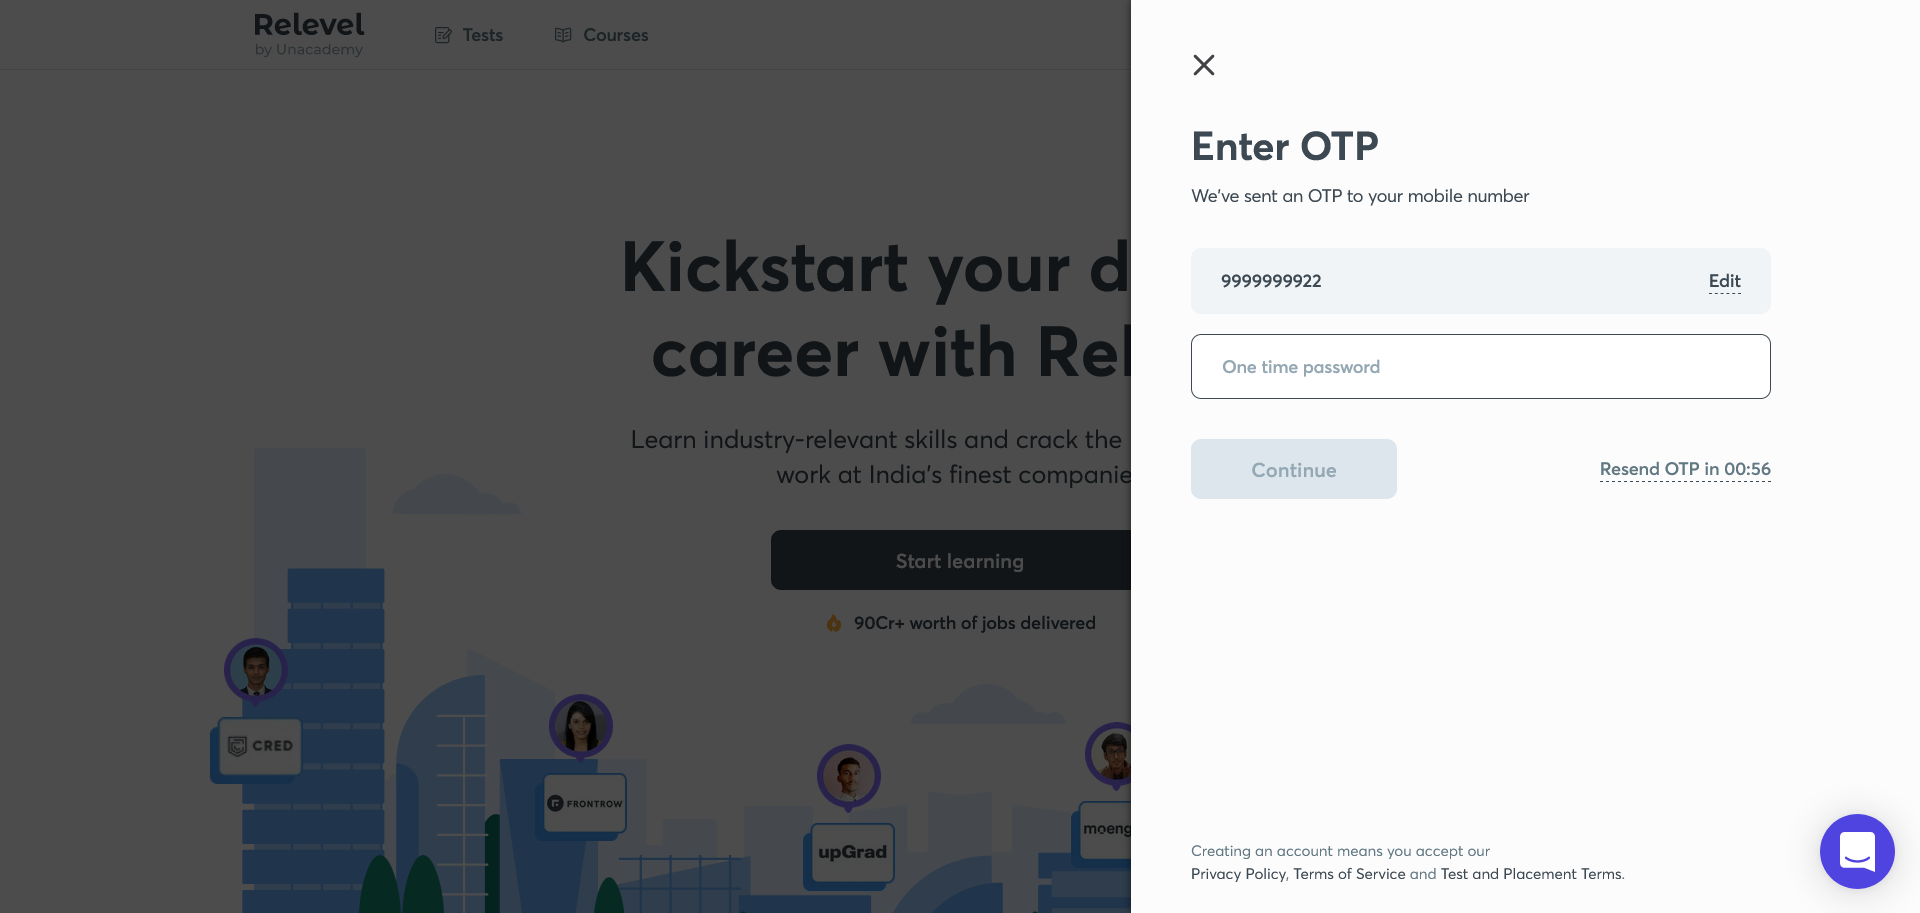 Relevel
by Unacademy
Tests
Courses
Kickstart your d
career with Rel
Learn industry-relevant skills and crack the
work at India's finest companie
Start learning
90Cr+ worth of jobs delivered
CRED
FRONTROW
upGrad
moeng
Enter OTP
We've sent an OTP to your mobile number
9999999922
Edit
One time password
Continue
Resend OTP in 00:56
Creating an account means you accept our
Privacy Policy, Terms of Service and Test and Placement Terms.